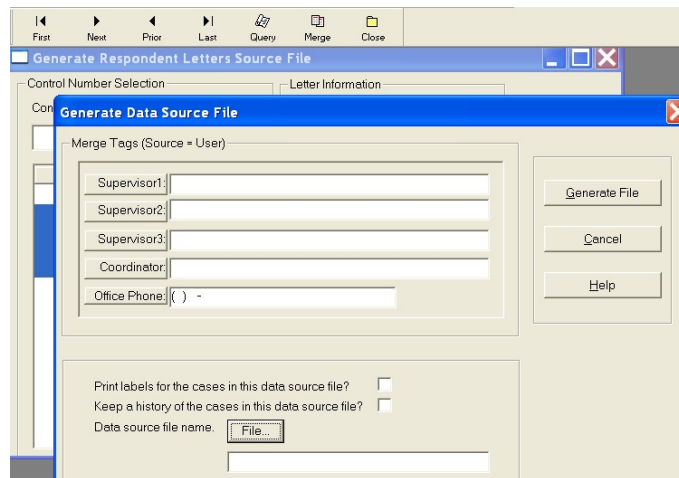 First Next Prior Last Query Merge Close
Generate Respondent Letters Source File
Control Number Selection Letter Information
Con
Generate Data Source File
Merge Tags (Source = User)
Supervisor1:
Generate File
Supervisor2:
Supervisor3:
Cancel
Coordinator:
Help
Office Phone: ( ) -
Print labels for the cases in this data source file?
Keep a history of the cases in this data source file?
Data source file name. File...